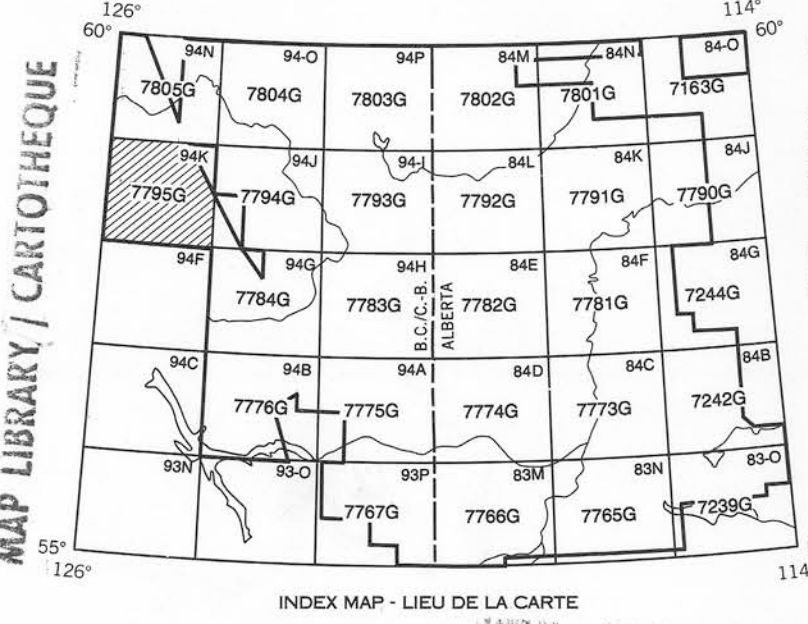 126°
114°
60°
60°
94N
94-O
94P
84M
84N
84-O
7805G
7804G
7803G
7802G
7801G
7163G
94K
94J
94-I
84L
84K
84J
7795G
7794G
7793G
7792G
7791G
7790G
94F
94G
94H
84E
84F
84G
7784G
7783G
7782G
7781G
7244G
B.C./C.-B.
ALBERTA
94C
94B
94A
84D
84C
84B
7776G
7775G
7774G
7773G
7242G
93N
93-O
93P
83M
83N
83-O
7767G
7766G
7765G
7239G
55°
126°
114
MAP LIBRARY / CARTOTHEQUE
INDEX MAP - LIEU DE LA CARTE